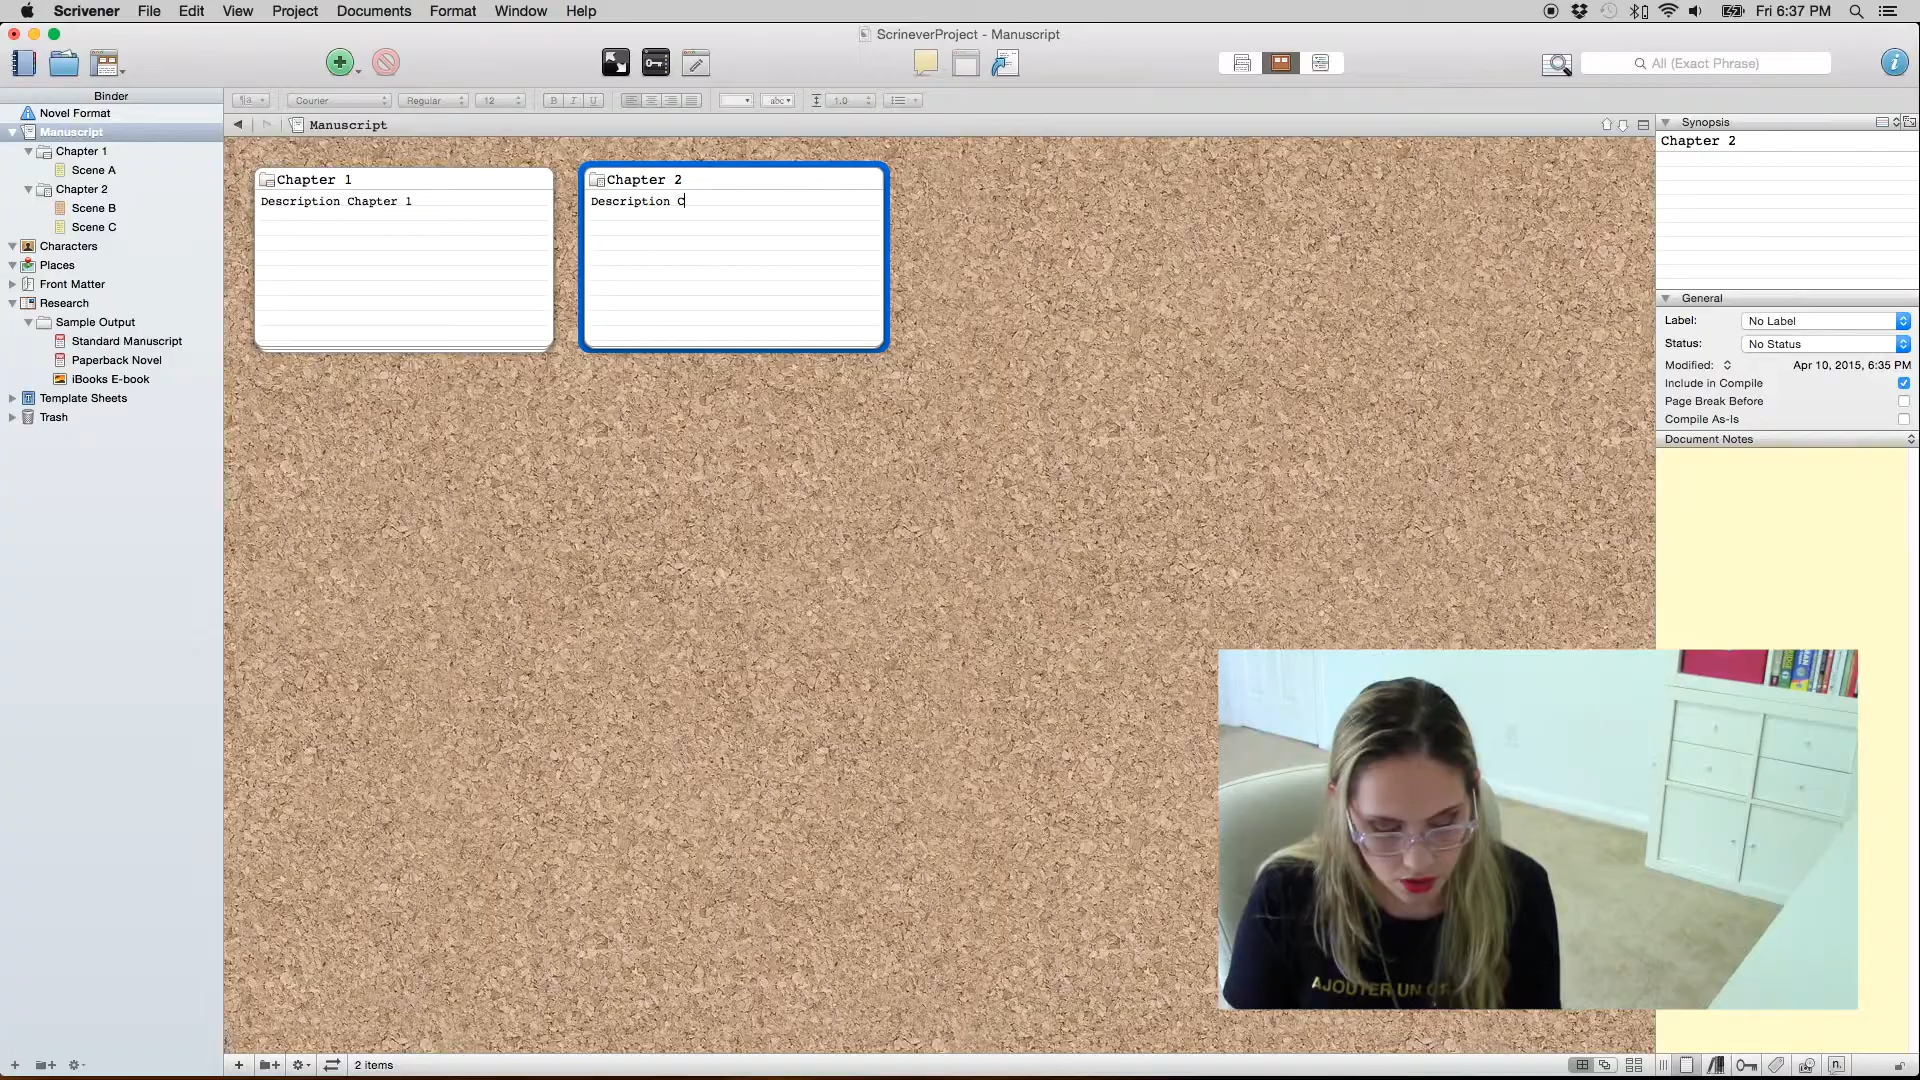 Scrivener File Edit View Project Documents Format Window Help Fri 6:37 PM
ScrineverProject - Manuscript
All (Exact Phrase)
Binder
Courier Regular 12 B I U abc 1.0
Novel Format
Manuscript
Chapter 1
Scene A
Chapter 2
Scene B
Scene C
Characters
Places
Front Matter
Research
Sample Output
Standard Manuscript
Paperback Novel
iBooks E-book
Template Sheets
Trash
Manuscript
Chapter 1
Description Chapter 1
Chapter 2
Description C
Synopsis
Chapter 2
General
Label: No Label
Status: No Status
Modified: Apr 10, 2015, 6:35 PM
Include in Compile
Page Break Before
Compile As-Is
Document Notes
AJOUTER UN
2 items